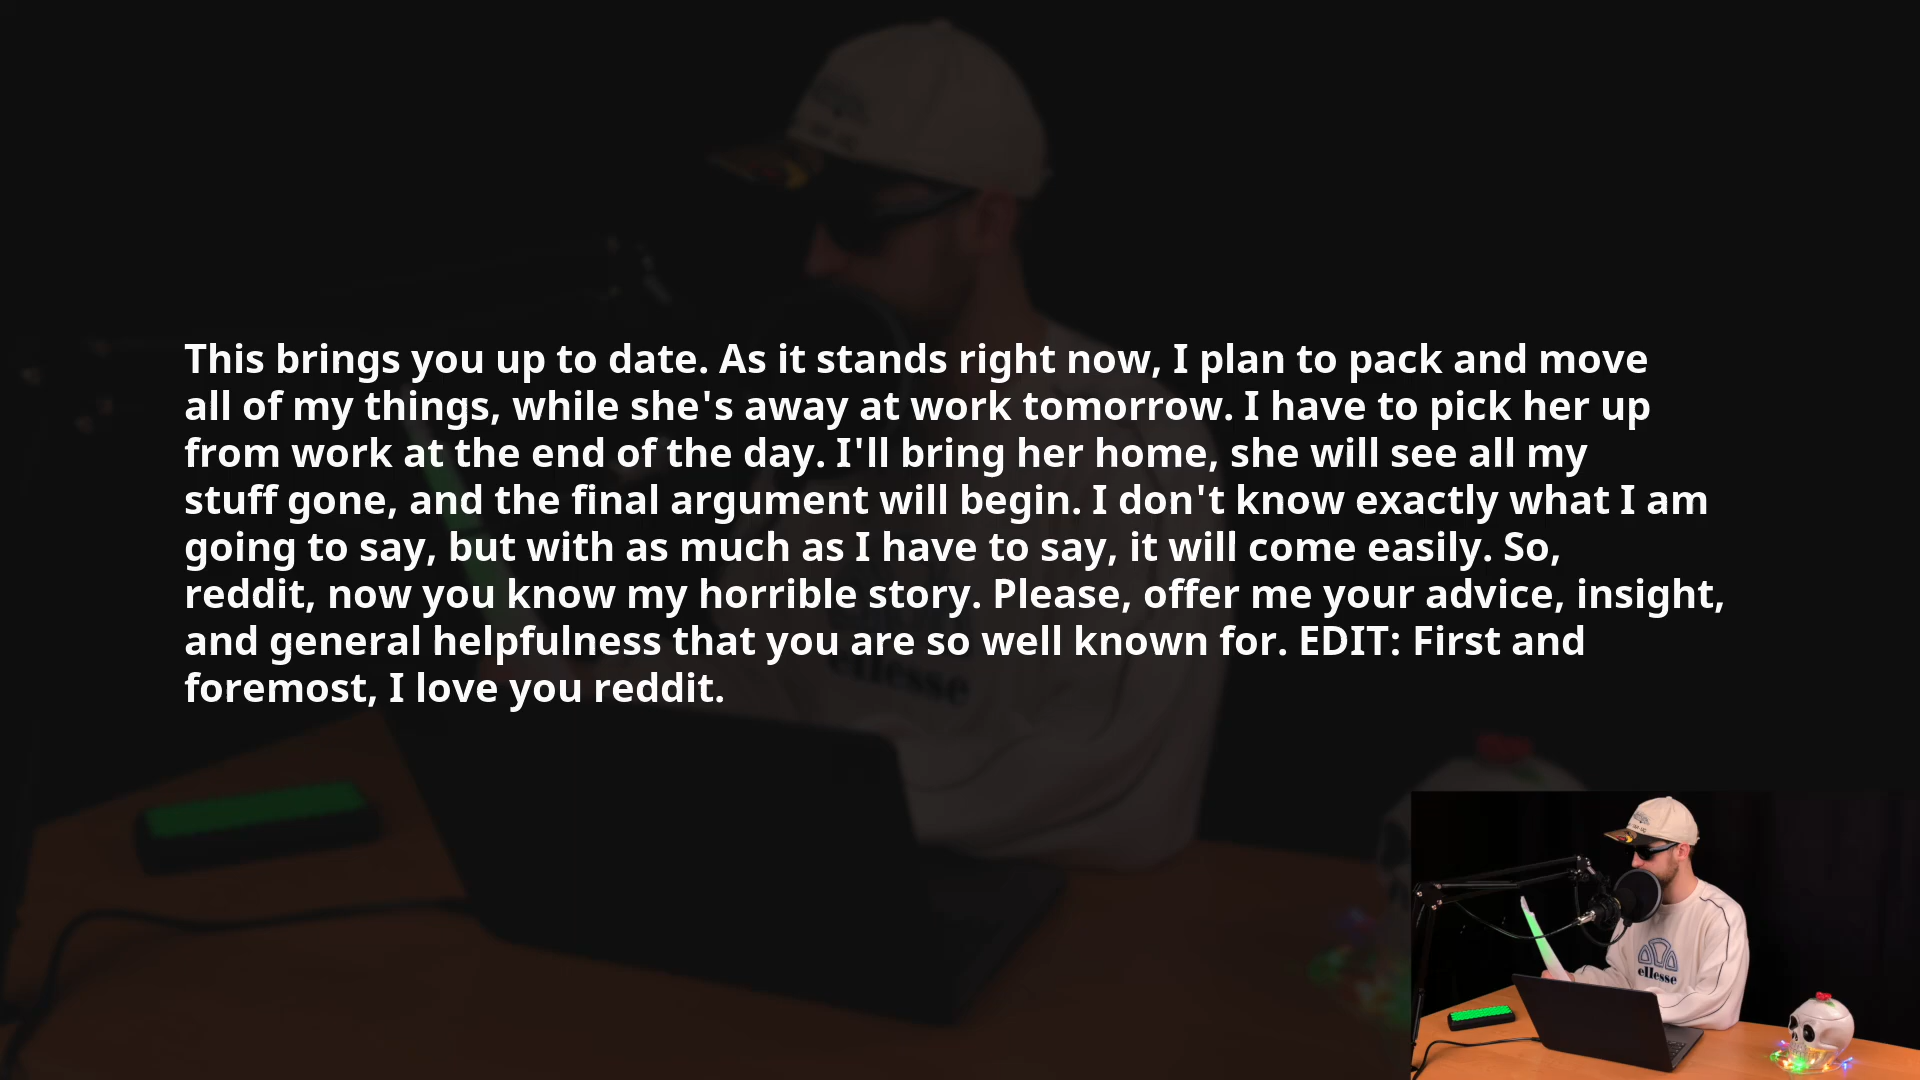 This brings you up to date. As it stands right now, I plan to pack and move
all of my things, while she's away at work tomorrow. I have to pick her up
from work at the end of the day. I'll bring her home, she will see all my
stuff gone, and the final argument will begin. I don't know exactly what I am
going to say, but with as much as I have to say, it will come easily. So,
reddit, now you know my horrible story. Please, offer me your advice, insight,
and general helpfulness that you are so well known for. EDIT: First and
foremost, I love you reddit.
ellesse
ellesse